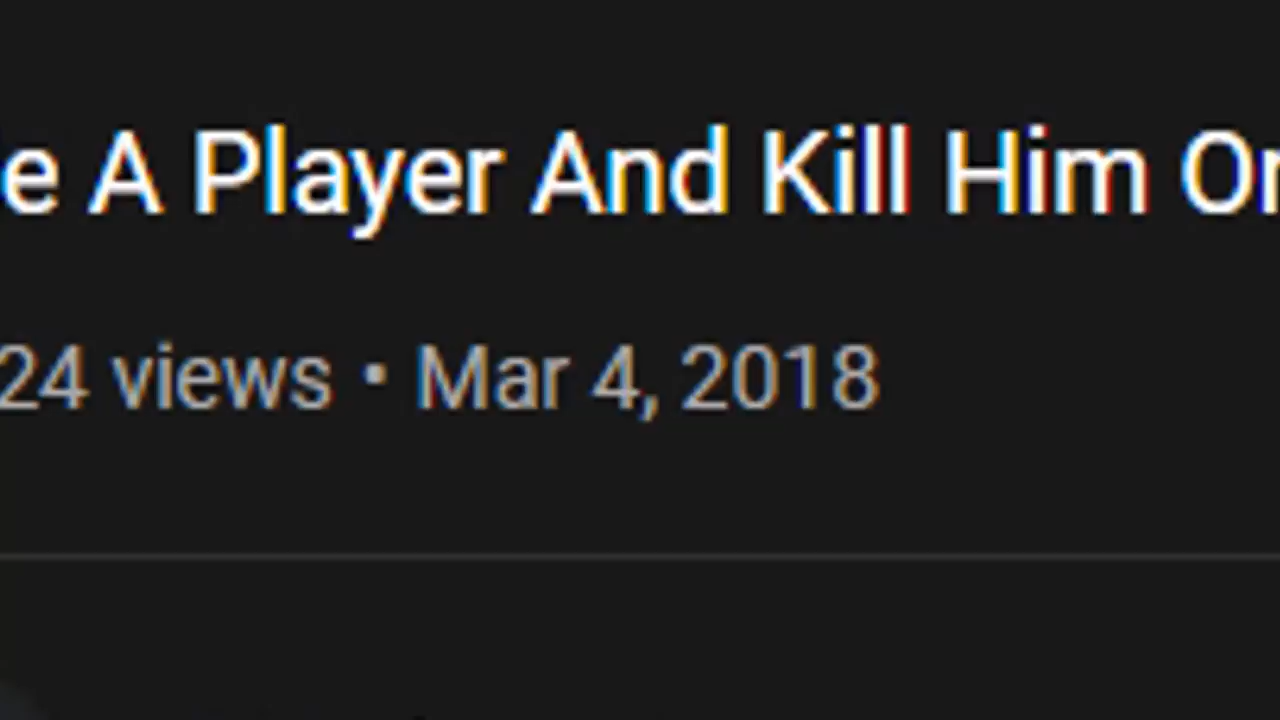 e A Player And Kill Him Or
24 views • Mar 4, 2018